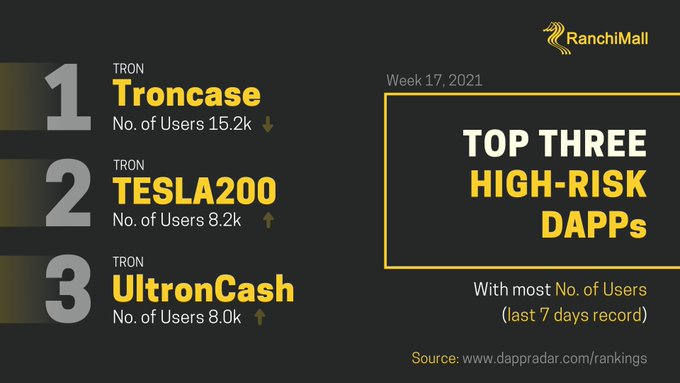 RanchiMall
Week 17, 2021
TOP THREE
HIGH-RISK
DAPPs
With most No. of Users
(last 7 days record)
1
TRON
Troncase
No. of Users 15.2k
2
TRON
TESLA200
No. of Users 8.2k
3
TRON
UltronCash
No. of Users 8.0k
Source: www.dappradar.com/rankings